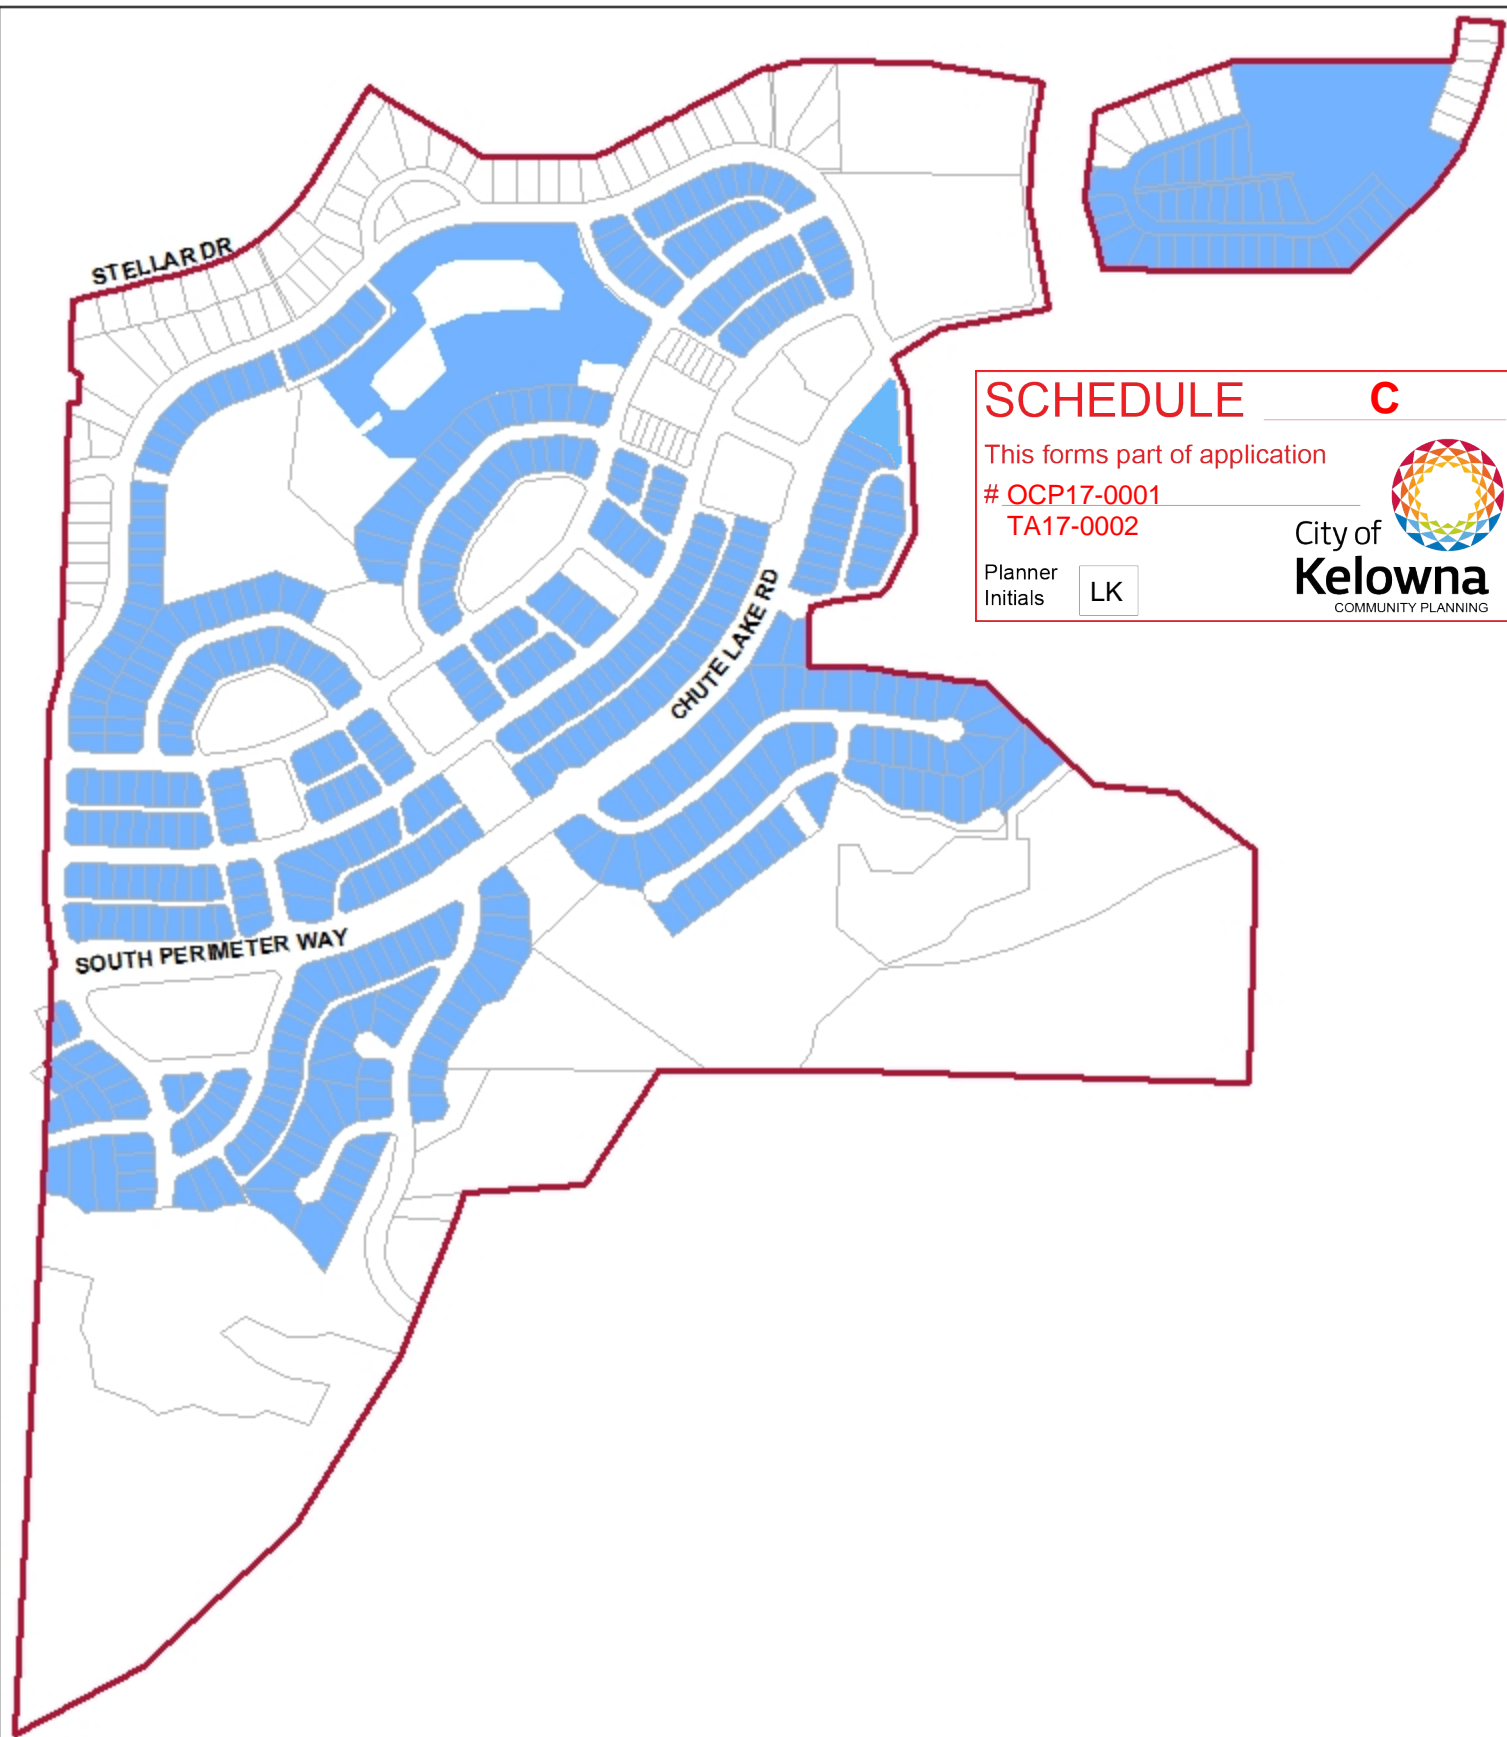 STELLAR DR
SCHEDULE C
This forms part of application
# OCP17-0001
TA17-0002
City of
Kelowna
COMMUNITY PLANNING
Planner
Initials
LK
CHUTE LAKE RD
SOUTH PERIMETER WAY